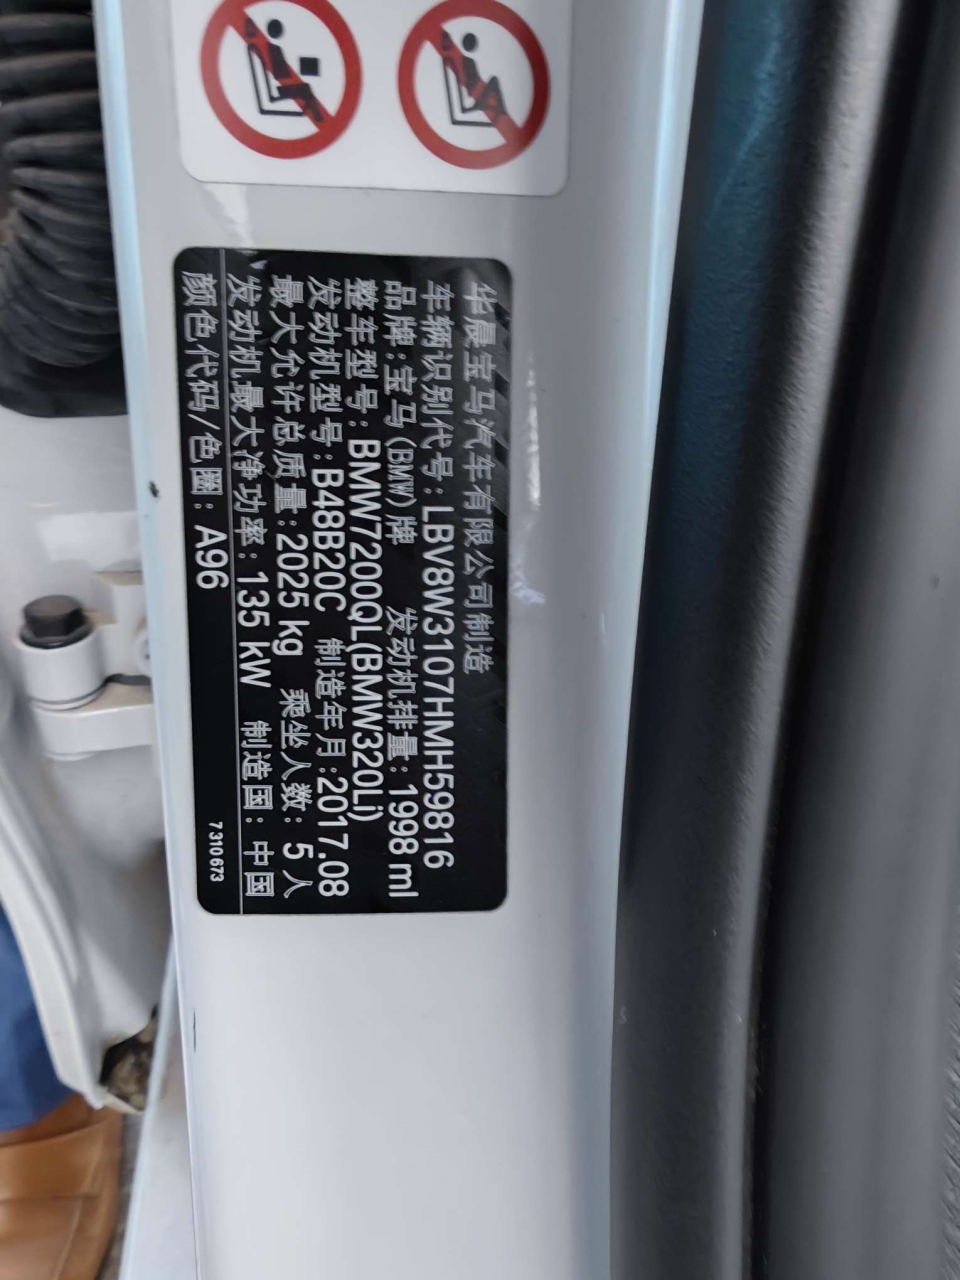 华晨宝马汽车有限公司制造
车辆识别代号:LBV8W3107HMH59816
品牌:宝马(BMW)牌 发动机排量:1998 ml
整车型号:BMW7200QL(BMW320Li)
发动机型号:B48B20C 制造年月:2017.08
最大允许总质量:2025 kg 乘坐人数:5人
发动机最大净功率:135 kW 制造国:中国
颜色代码/色圈:A96 7 310 673